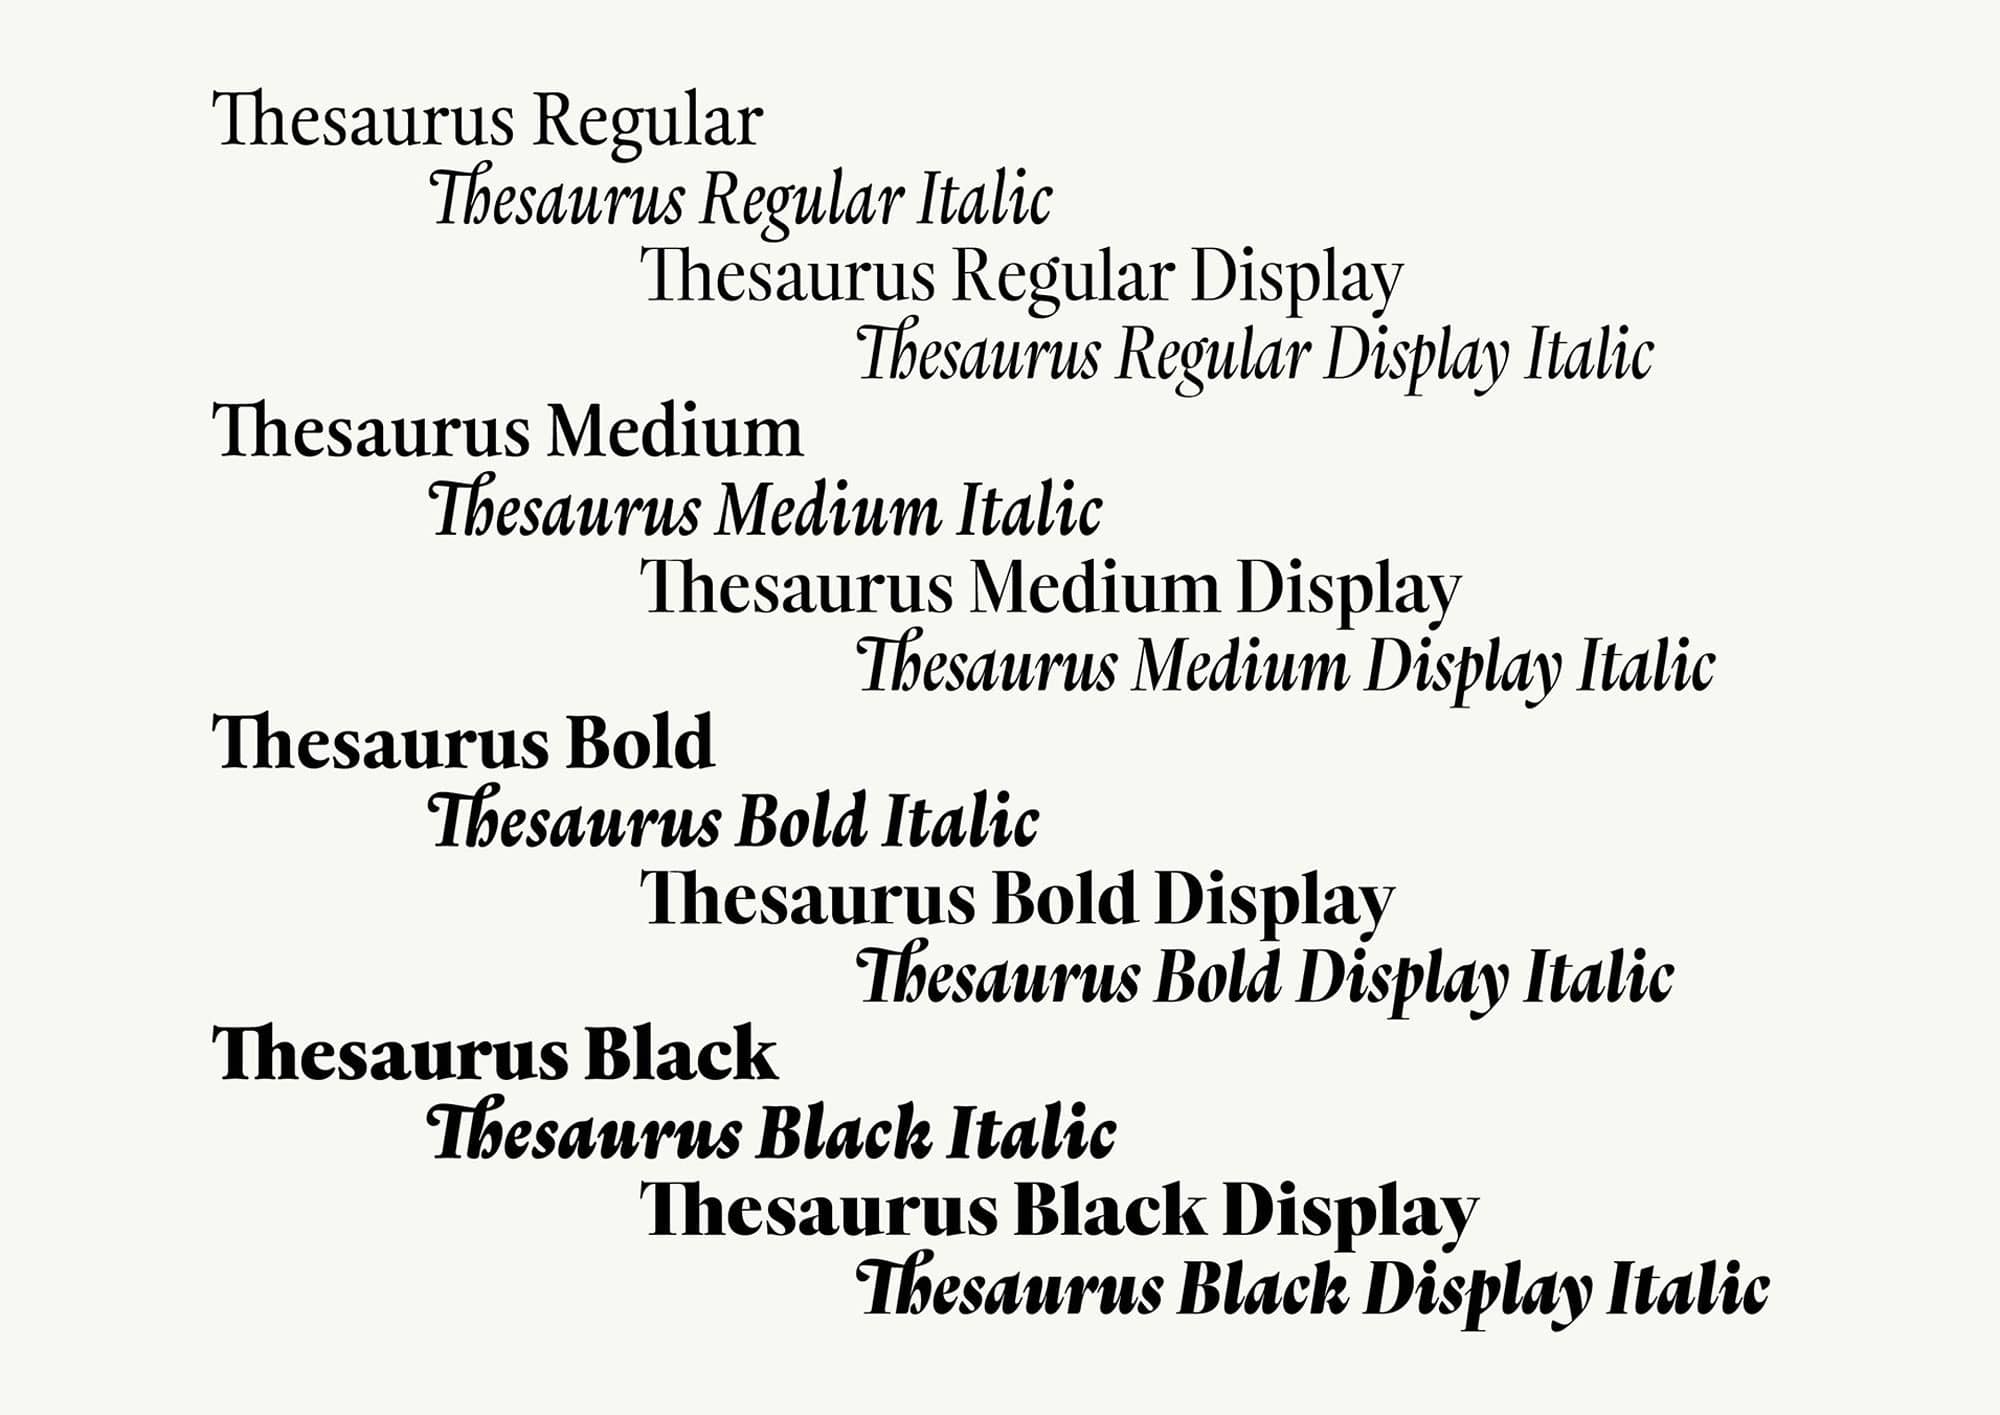 Thesaurus Regular
Thesaurus Regular Italic
Thesaurus Regular Display
Thesaurus Regular Display Italic
Thesaurus Medium
Thesaurus Medium Italic
Thesaurus Medium Display
Thesaurus Medium Display Italic
Thesaurus Bold
Thesaurus Bold Italic
Thesaurus Bold Display
Thesaurus Bold Display Italic
Thesaurus Black
Thesaurus Black Italic
Thesaurus Black Display
Thesaurus Black Display Italic